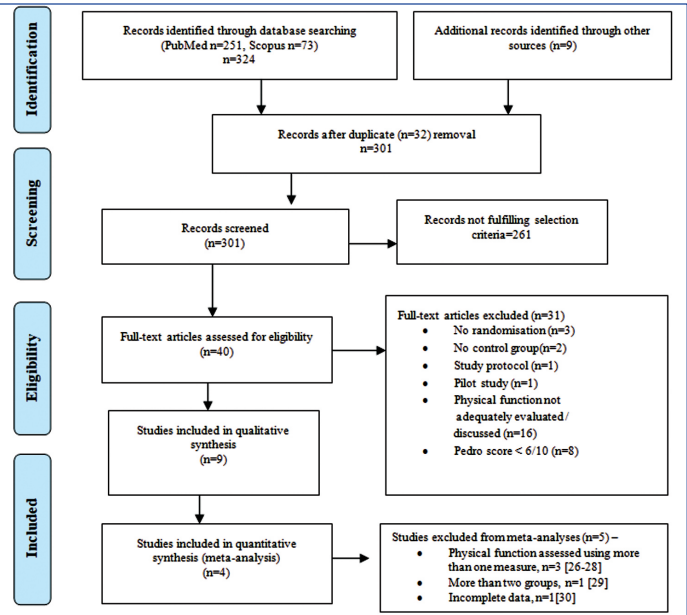 Identification
Records identified through database searching
(PubMed n=251, Scopus n=73)
n=324
Additional records identified through other
sources (n=9)
Records after duplicate (n=32) removal
n=301
Screening
Records screened
(n=301)
Records not fulfilling selection
criteria=261
Eligibility
Full-text articles assessed for eligibility
(n=40)
Full-text articles excluded (n=31)
• No randomisation (n=3)
• No control group(n=2)
• Study protocol (n=1)
• Pilot study (n=1)
• Physical function not
adequately evaluated /
discussed (n=16)
• Pedro score < 6/10 (n=8)
Studies included in qualitative
synthesis
(n=9)
Included
Studies included in quantitative
synthesis (meta-analysis)
(n=4)
Studies excluded from meta-analyses (n=5) –
• Physical function assessed using more
than one measure, n=3 [26-28]
• More than two groups, n=1 [29]
• Incomplete data, n=1[30]